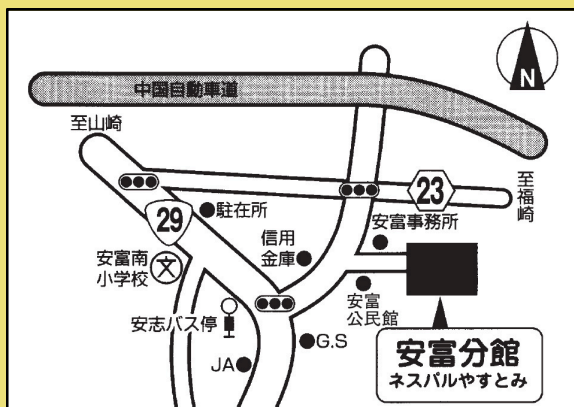 N
中国自動車道
至山崎
至福崎
23
29
駐在所
安富事務所
信用
金庫
安富南
小学校
文
安富
公民館
安志バス停
G.S
JA
安富分館
ネスパルやすとみ